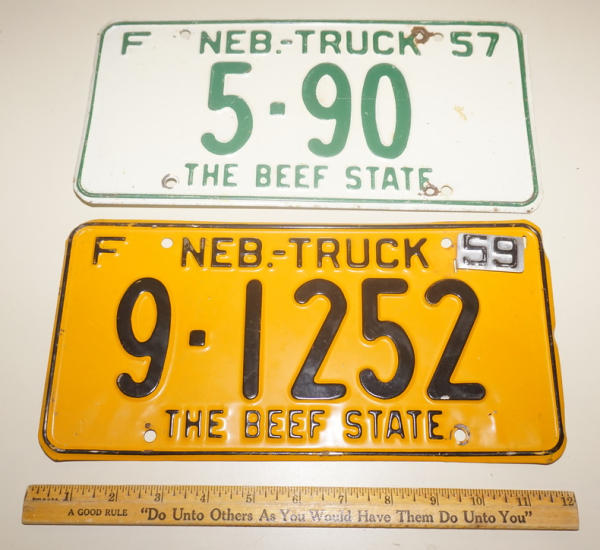 F NEB.-TRUCK 57
5-90
THE BEEF STATE
F NEB.-TRUCK 59
9-1252
THE BEEF STATE
1 2 3 4 5 6 7 8 9 10 11 12
A GOOD RULE "Do Unto Others As You Would Have Them Do Unto You"